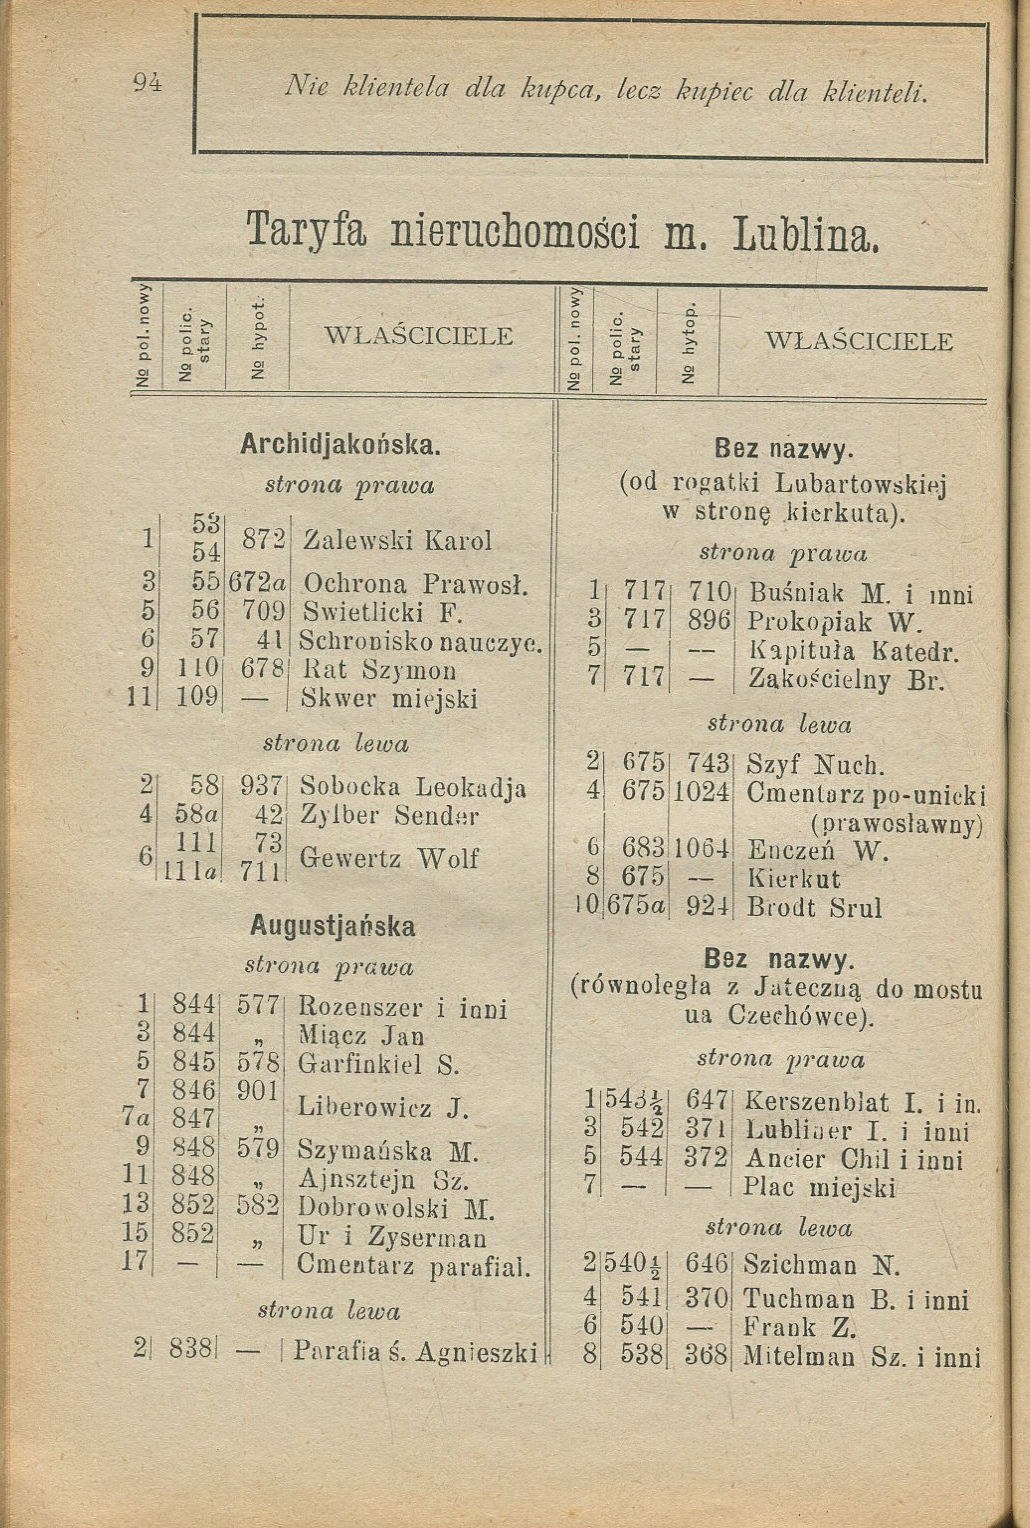 94
Nie klientela dla kupca, lecz kupiec dla klienteli.
Taryfa nieruchomości m. Lublina.
№ pol. nowy
№ polic. stary
№ hypot.
WŁAŚCICIELE
Archidjakońska.
strona prawa
1 53 54 872 Zalewski Karol
3 55 672a Ochrona Prawosł.
5 56 709 Swietlicki F.
6 57 41 Schronisko nauczyc.
9 110 678 Rat Szymon
11 109 — Skwer miejski
strona lewa
2 58 937 Sobocka Leokadja
4 58a 42 Zylber Sender
6 111 73 Gewertz Wolf
111a 711
Augustjańska
strona prawa
1 844 577 Rozenszer i inni
3 844 „ Miącz Jan
5 845 578 Garfinkiel S.
7 846 901 Liberowicz J.
7a 847 „
9 848 579 Szymańska M.
11 848 „ Ajnsztejn Sz.
13 852 582 Dobrowolski M.
15 852 „ Ur i Zyserman
17 — — Cmentarz parafial.
strona lewa
2 838 — Parafia ś. Agnieszki
№ pol. nowy
№ polic. stary
№ hytop.
WŁAŚCICIELE
Bez nazwy.
(od rogatki Lubartowskiej
w stronę kierkuta).
strona prawa
1 717 710 Buśniak M. i inni
3 717 896 Prokopiak W.
5 — — Kapituła Katedr.
7 717 — Ząkościelny Br.
strona lewa
2 675 743 Szyf Nuch.
4 675 1024 Cmentarz po-unicki
(prawosławny)
6 683 1064 Enczeń W.
8 675 — Kierkut
10 675a 924 Brodt Srul
Bez nazwy.
(równoległa z Jateczną do mostu
ua Czechówce).
strona prawa
1 543½ 647 Kerszenblat I. i in.
3 542 371 Lubliner I. i inni
5 544 372 Ancier Chil i inni
7 — — Plac miejski
strona lewa
2 540½ 646 Szichman N.
4 541 370 Tuchman B. i inni
6 540 — Frank Z.
8 538 368 Mitelman Sz. i inni